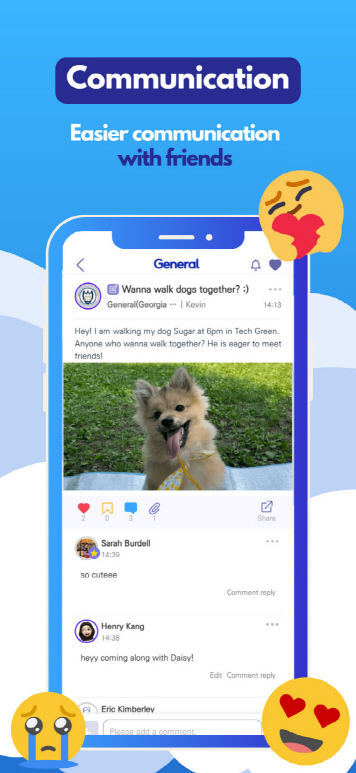 Communication
Easier communication
with friends
General
Wanna walk dogs together? :)
General(Georgia ··· | Kevin
14:13
Hey! I am walking my dog Sugar at 6pm in Tech Green.
Anyone who wanna walk together? He is eager to meet
friends!
2
0
3
1
Share
Sarah Burdell
14:39
so cuteee
Comment reply
Henry Kang
14:38
heyy coming along with Daisy!
Edit Comment reply
Eric Kimberley
Please add a comment.